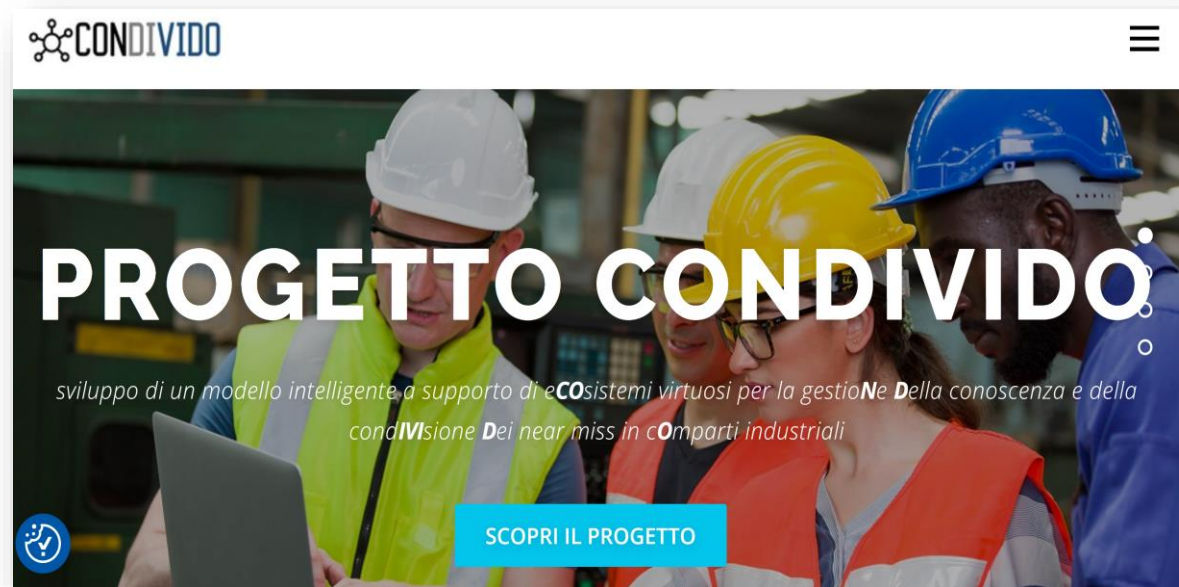 CONDIVIDO
PROGETTO CONDIVIDO
sviluppo di un modello intelligente a supporto di eCOsistemi virtuosi per la gestioNe Della conoscenza e della
condIVIsione Dei near miss in cOmparti industriali
SCOPRI IL PROGETTO